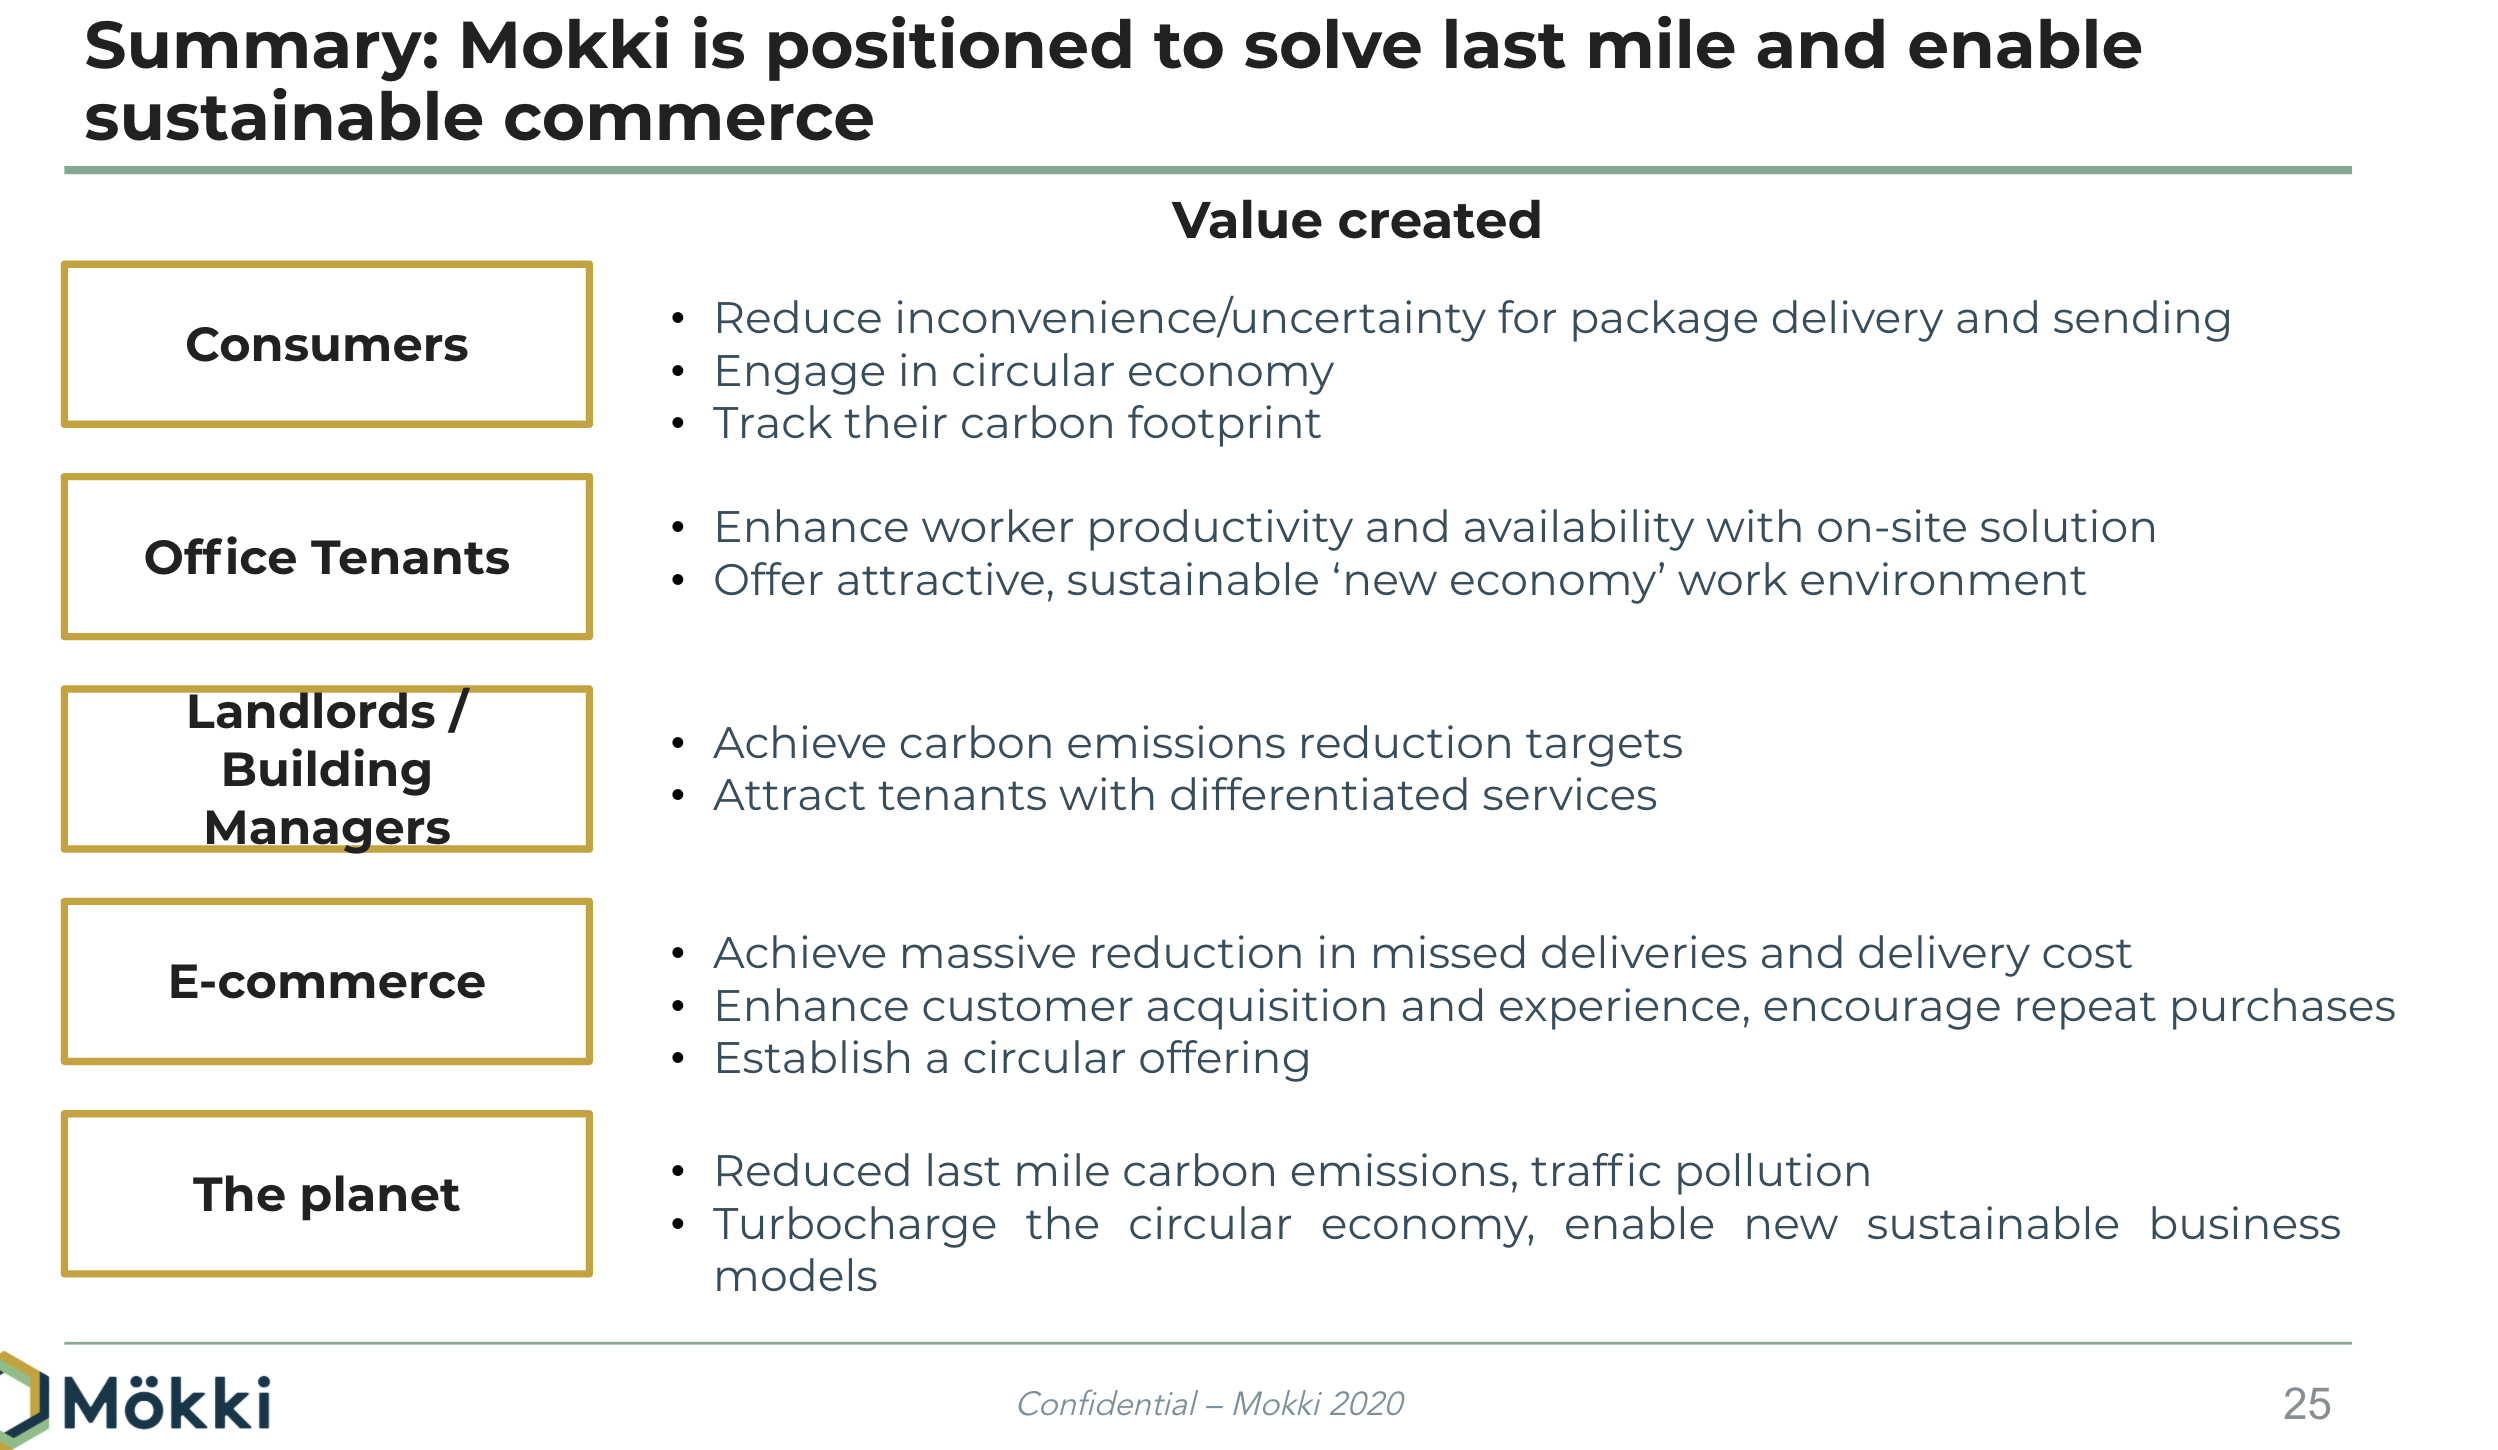 Summary: Mokki is positioned to solve last mile and enable
sustainable commerce
Value created
Consumers
• Reduce inconvenience/uncertainty for package delivery and sending
• Engage in circular economy
• Track their carbon footprint
Office Tenants
• Enhance worker productivity and availability with on-site solution
• Offer attractive, sustainable ‘new economy’ work environment
Landlords /
Building
Managers
• Achieve carbon emissions reduction targets
• Attract tenants with differentiated services
E-commerce
• Achieve massive reduction in missed deliveries and delivery cost
• Enhance customer acquisition and experience, encourage repeat purchases
• Establish a circular offering
The planet
• Reduced last mile carbon emissions, traffic pollution
• Turbocharge the circular economy, enable new sustainable business
models
Mökki
Confidential – Mokki 2020
25